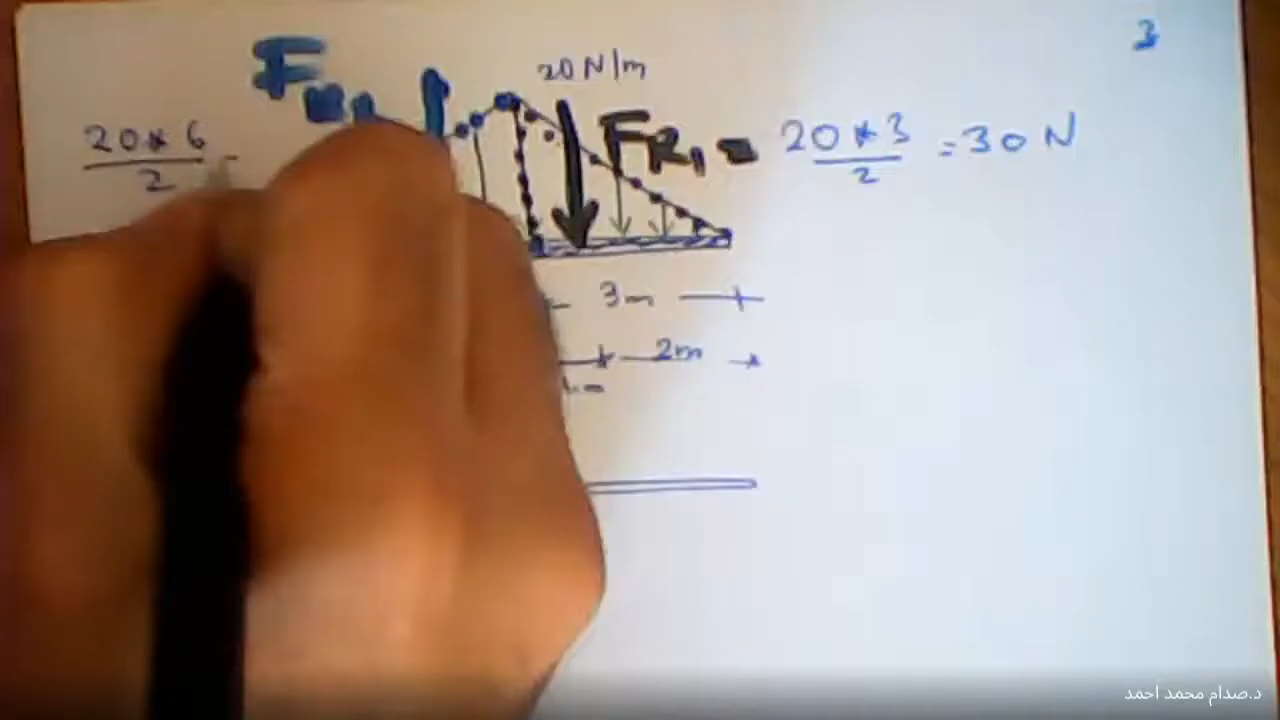 3
20 N/m
20 * 6 / 2 =
FR1 = 20 * 3 / 2 = 30 N
3m
2m
د.صدام محمد احمد